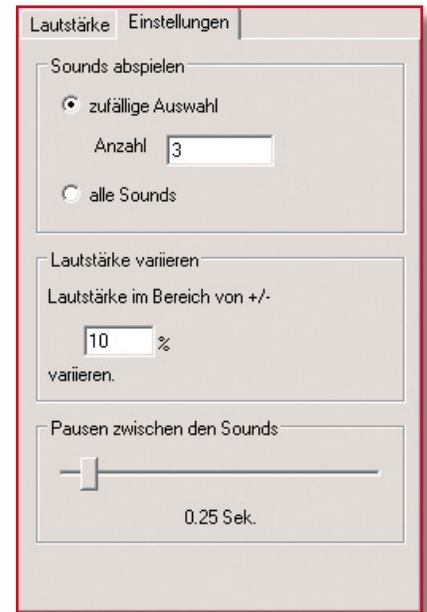 Lautstärke Einstellungen
Sounds abspielen
zufällige Auswahl
Anzahl 3
alle Sounds
Lautstärke variieren
Lautstärke im Bereich von +/-
10 %
variieren.
Pausen zwischen den Sounds
0.25 Sek.